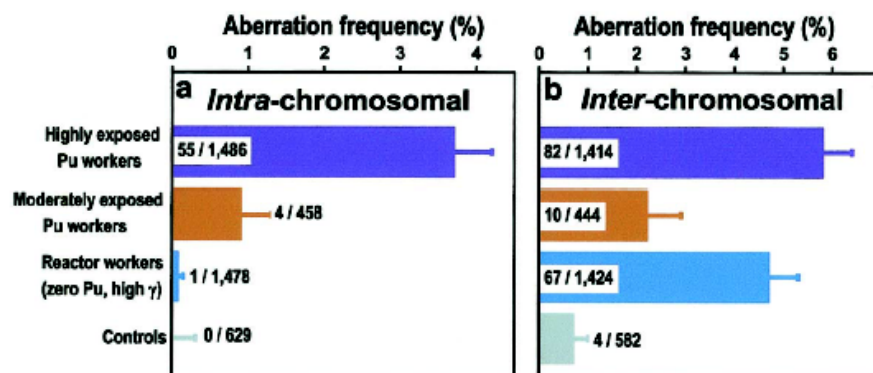 Aberration frequency (%)
0 1 2 3 4
Aberration frequency (%)
0 1 2 3 4 5 6
a Intra-chromosomal
b Inter-chromosomal
Highly exposed
Pu workers
55 / 1,486
82 / 1,414
Moderately exposed
Pu workers
4 / 458
10 / 444
Reactor workers
(zero Pu, high γ)
1 / 1,478
67 / 1,424
Controls
0 / 629
4 / 582